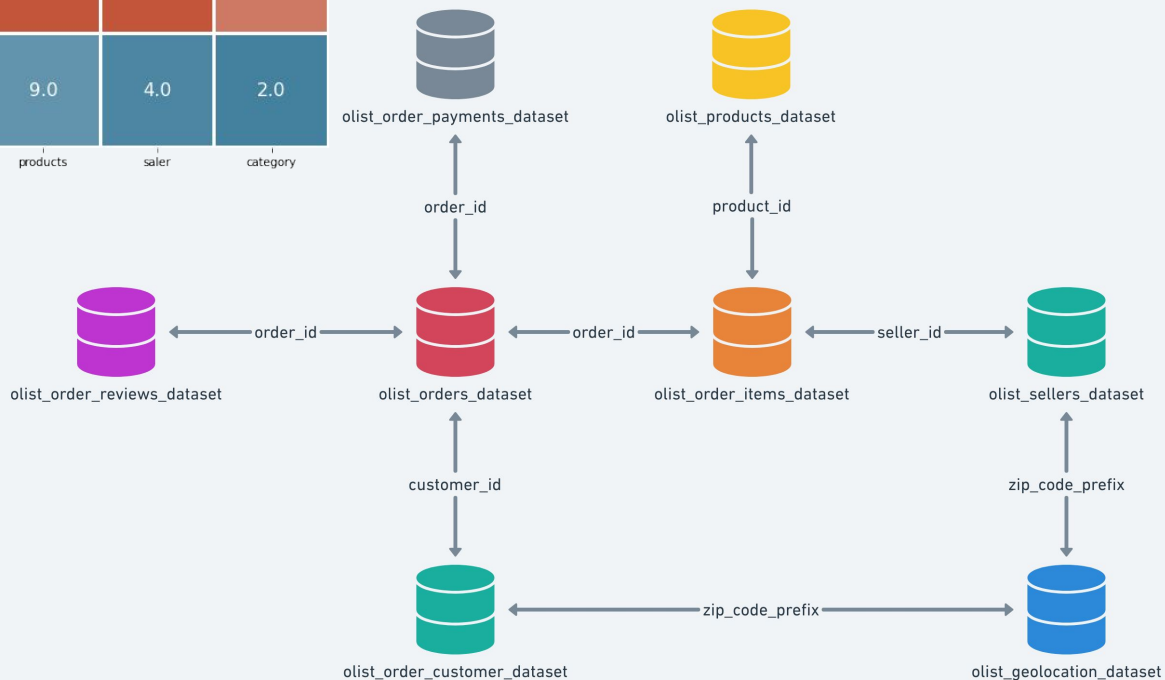 9.0 4.0 2.0
products saler category
olist_order_payments_dataset olist_products_dataset
order_id product_id
order_id order_id seller_id
olist_order_reviews_dataset olist_orders_dataset olist_order_items_dataset olist_sellers_dataset
customer_id zip_code_prefix
zip_code_prefix
olist_order_customer_dataset olist_geolocation_dataset